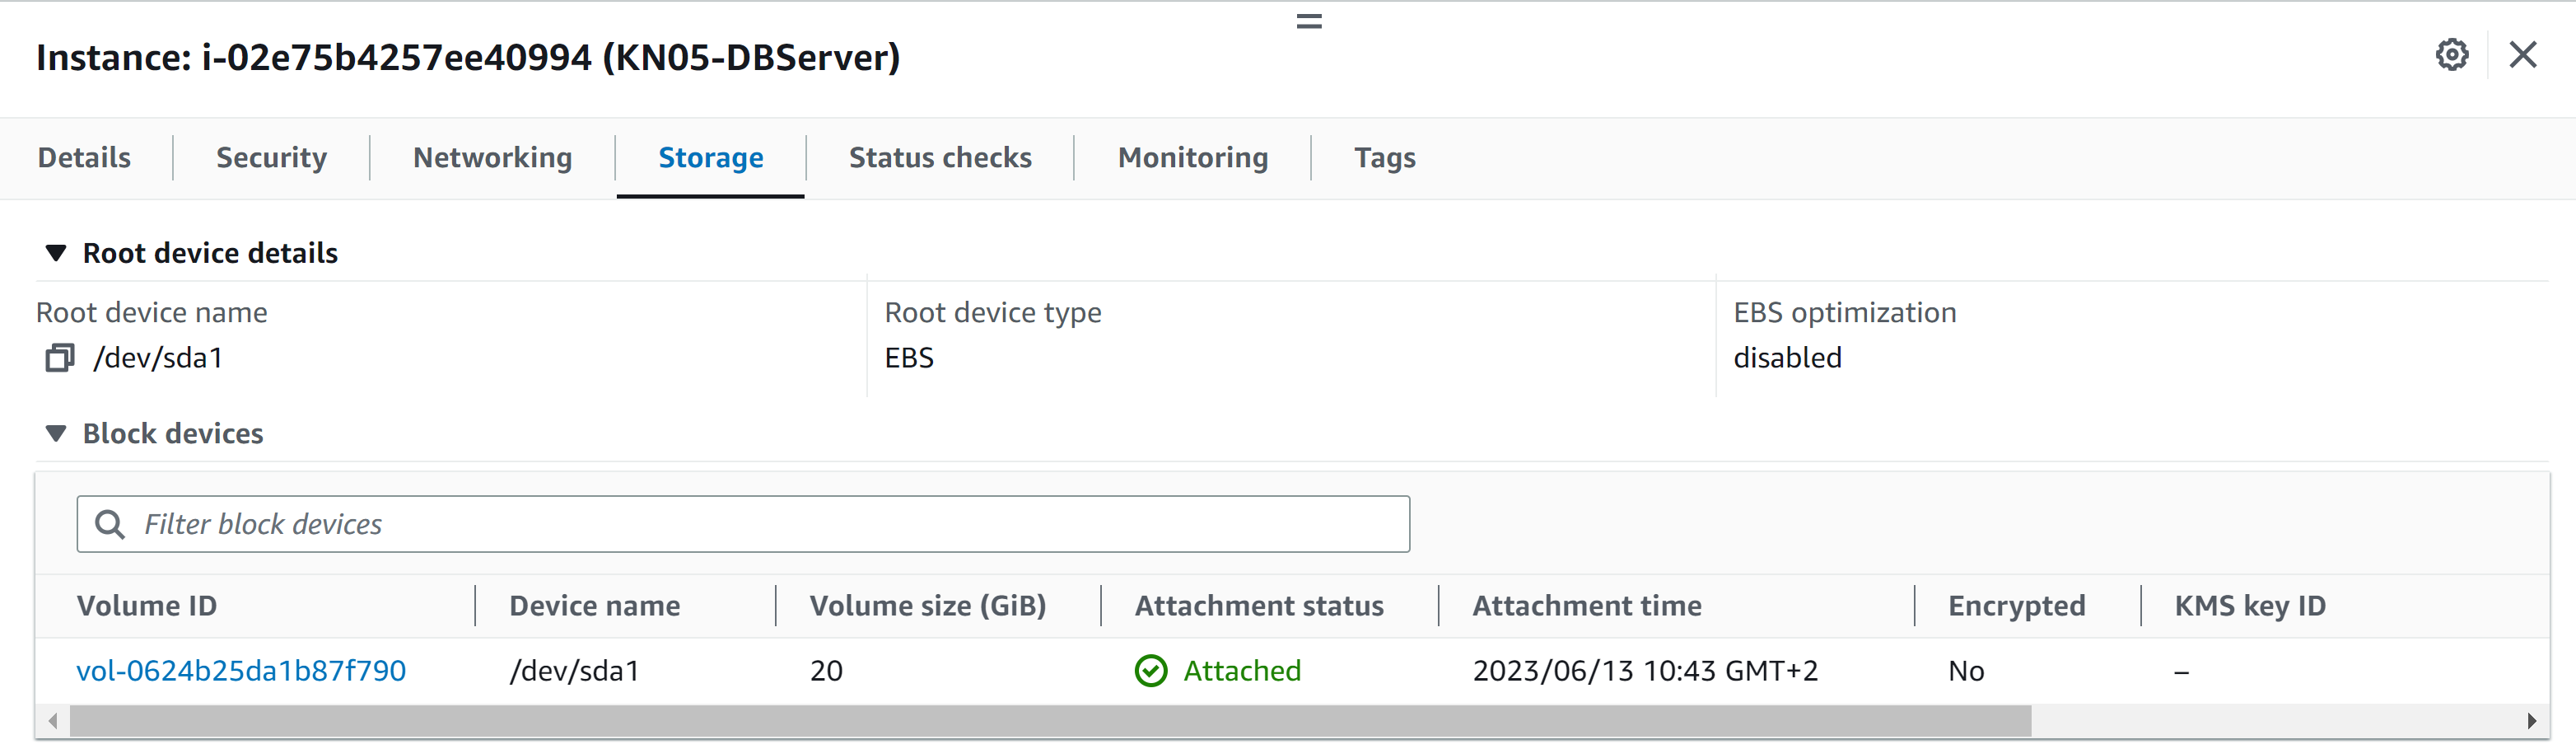 Instance: i-02e75b4257ee40994 (KN05-DBServer)
Details Security Networking Storage Status checks Monitoring Tags
Root device details
Root device name Root device type EBS optimization
/dev/sda1 EBS disabled
Block devices
Filter block devices
Volume ID Device name Volume size (GiB) Attachment status Attachment time Encrypted KMS key ID
vol-0624b25da1b87f790 /dev/sda1 20 Attached 2023/06/13 10:43 GMT+2 No –